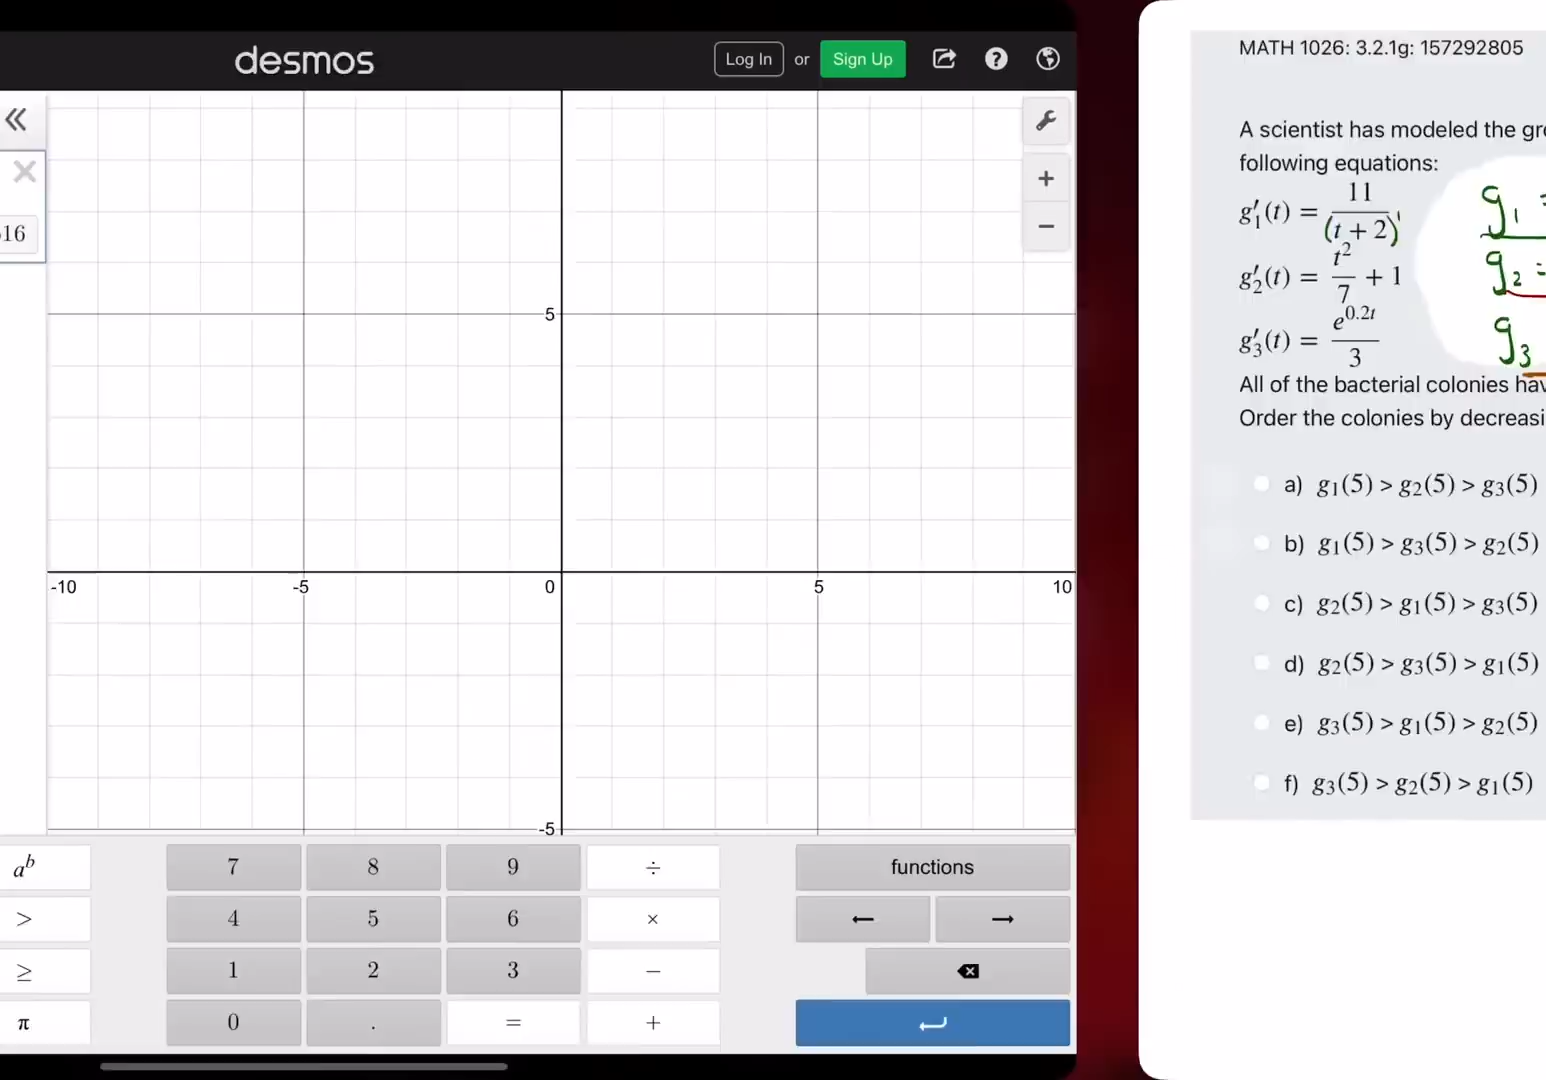 desmos
Log In or Sign Up
16
5
-10 -5 0 5 10
-5
a^b 7 8 9 ÷ functions
> 4 5 6 × ← →
≥ 1 2 3 −
π 0 . = +
MATH 1026: 3.2.1g: 157292805
A scientist has modeled the gr
following equations:
g₁′(t) = 11/(t + 2)
g₂′(t) = t²/7 + 1
g₃′(t) = e^0.2t/3
g₁ =
g₂ =
g₃
All of the bacterial colonies hav
Order the colonies by decreasi
a) g₁(5) > g₂(5) > g₃(5)
b) g₁(5) > g₃(5) > g₂(5)
c) g₂(5) > g₁(5) > g₃(5)
d) g₂(5) > g₃(5) > g₁(5)
e) g₃(5) > g₁(5) > g₂(5)
f) g₃(5) > g₂(5) > g₁(5)